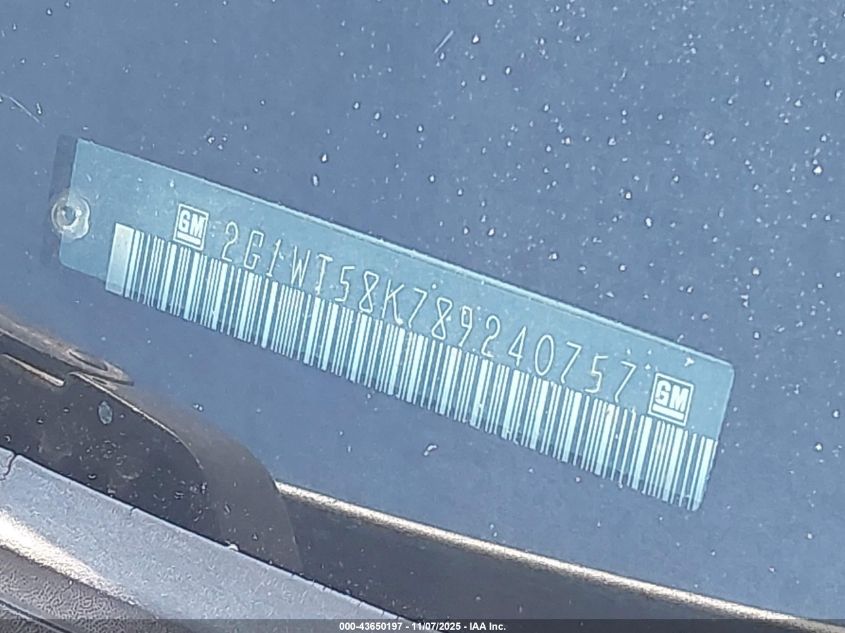 GM 2G1WT58K789240757 GM
000-43650197 - 11/07/2025 - IAA Inc.